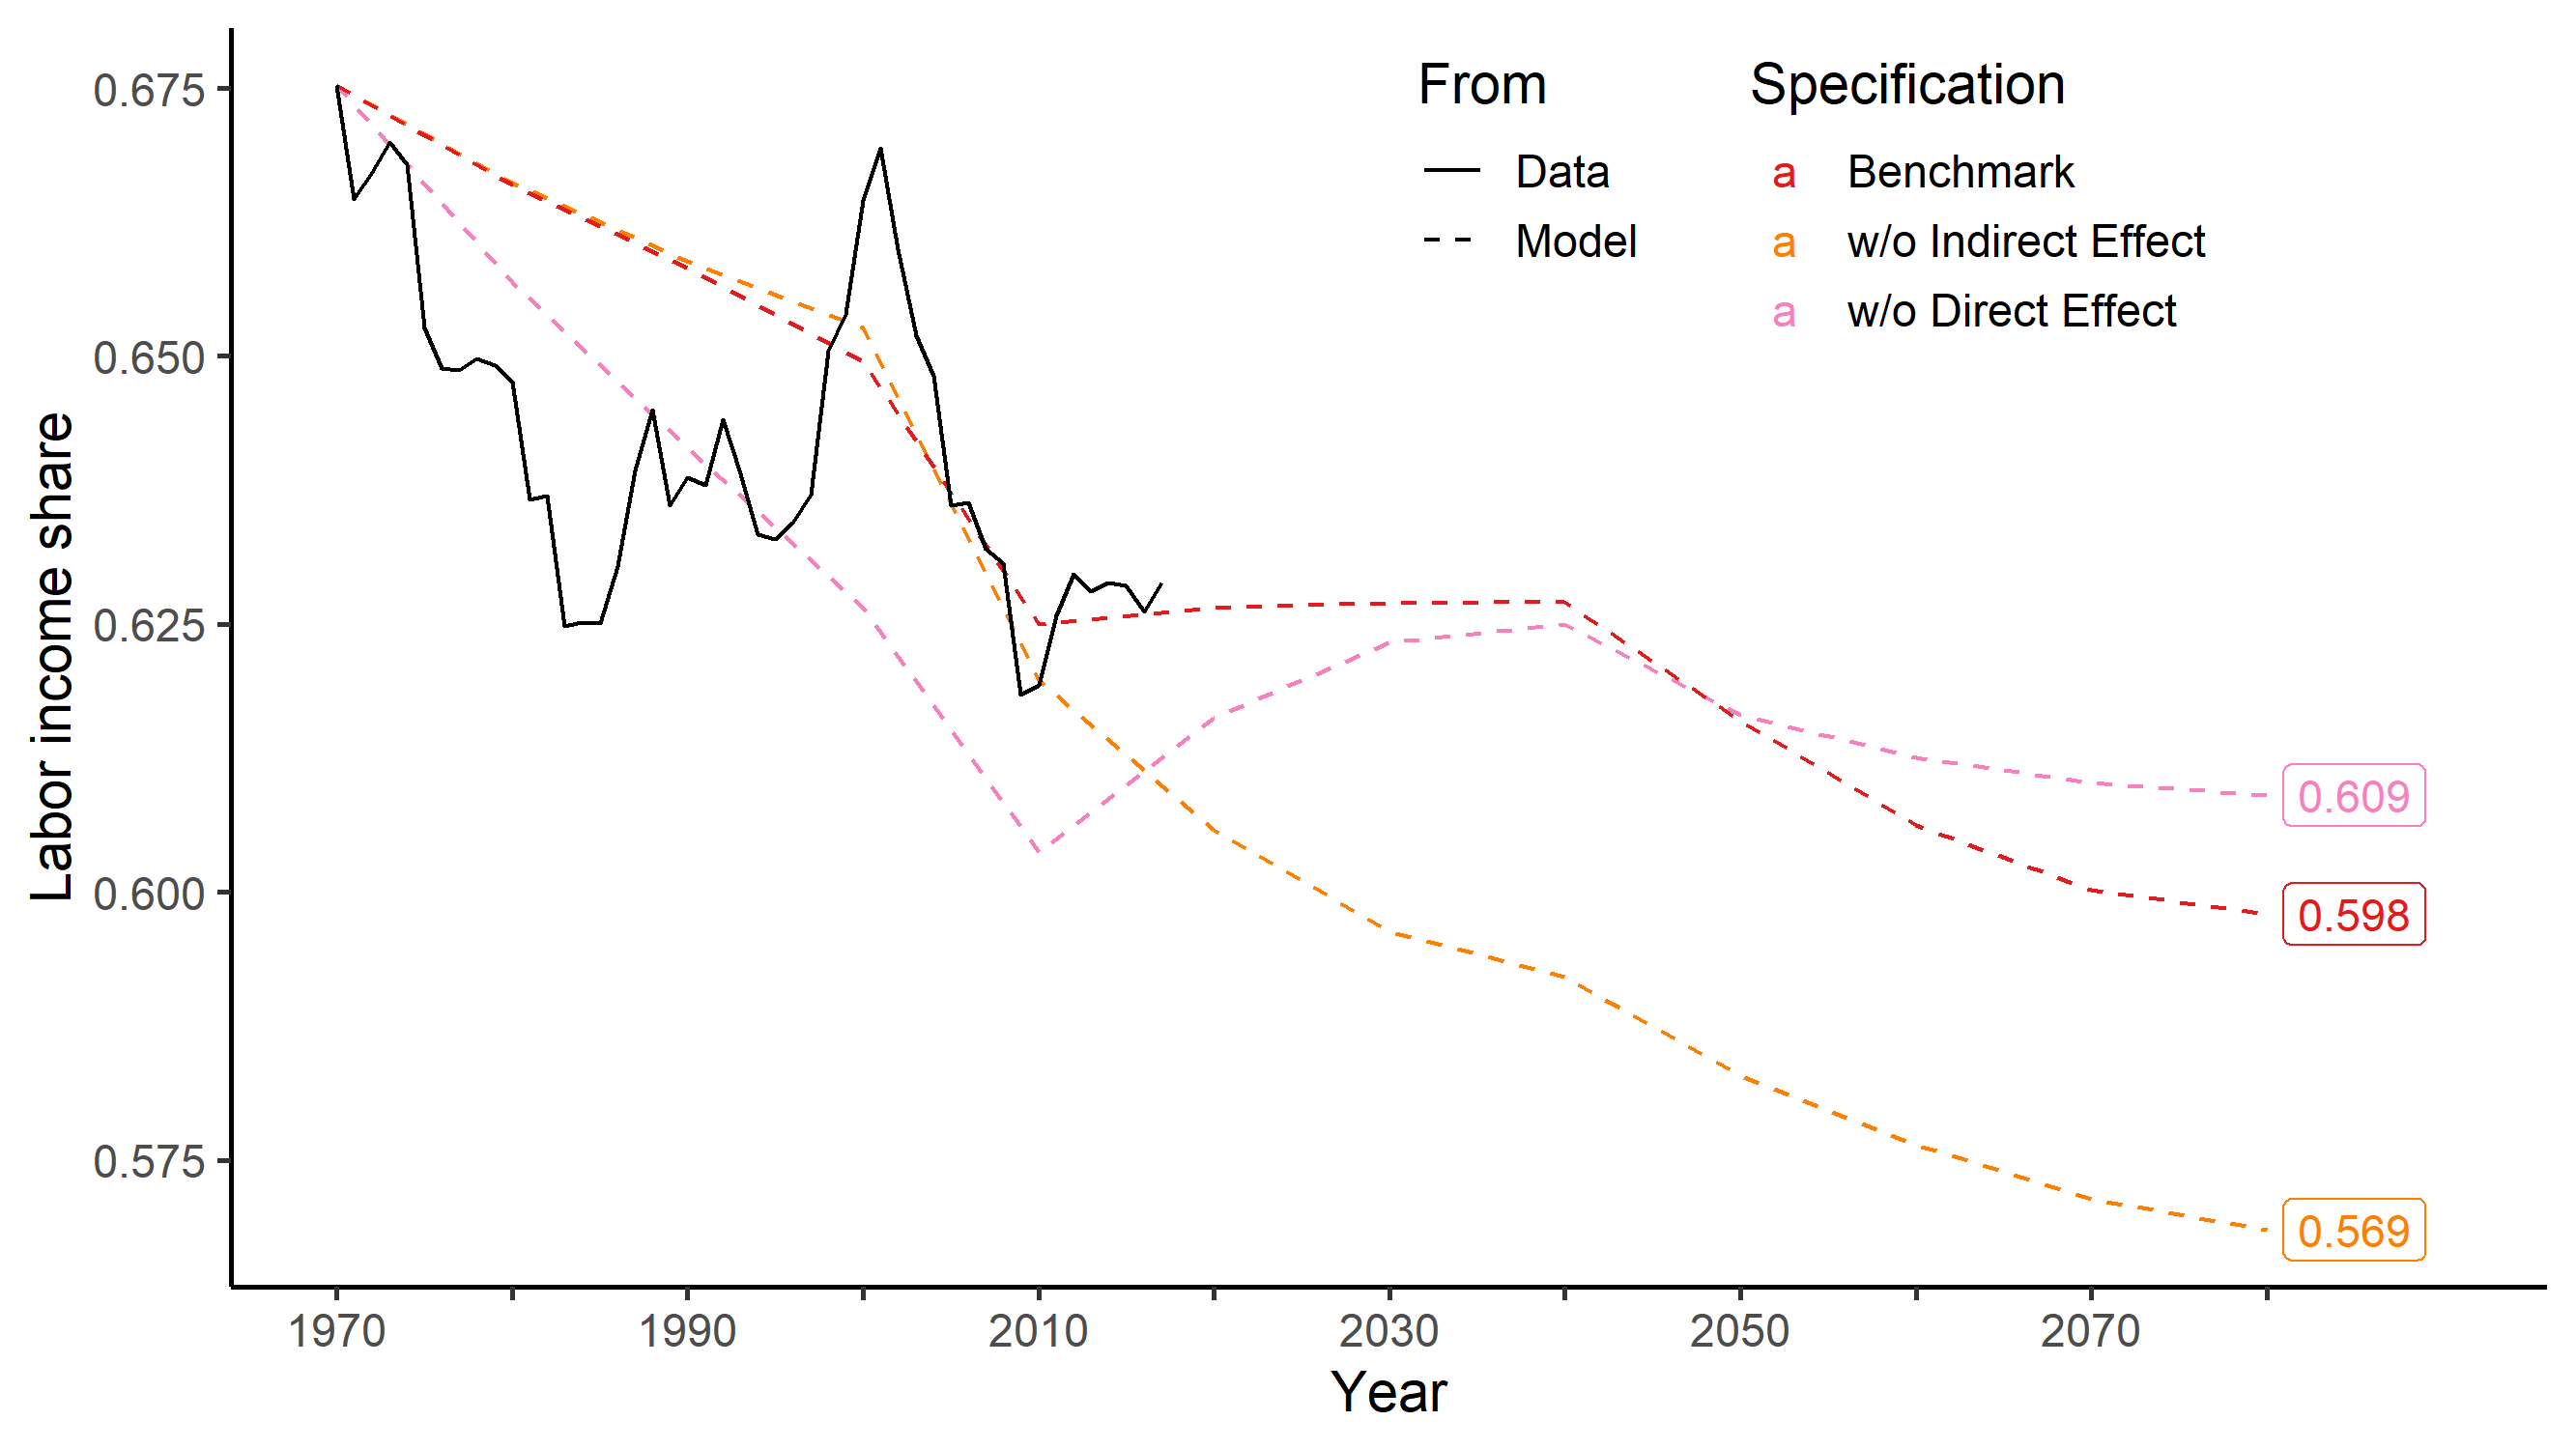 From
Specification
Data
Model
a Benchmark
a w/o Indirect Effect
a w/o Direct Effect
Labor income share
0.675
0.650
0.625
0.600
0.575
0.609
0.598
0.569
1970 1990 2010 2030 2050 2070
Year